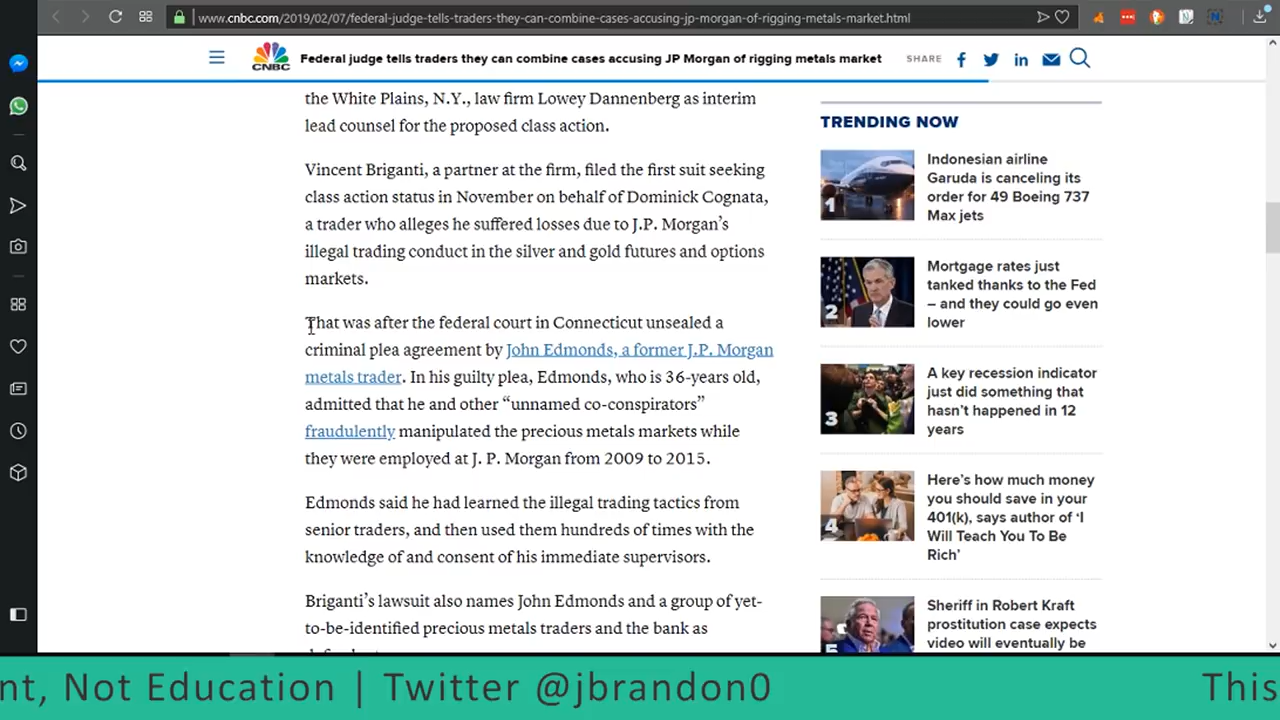 www.cnbc.com/2019/02/07/federal-judge-tells-traders-they-can-combine-cases-accusing-jp-morgan-of-rigging-metals-market.html
CNBC
Federal judge tells traders they can combine cases accusing JP Morgan of rigging metals market
SHARE
the White Plains, N.Y., law firm Lowey Dannenberg as interim
lead counsel for the proposed class action.
Vincent Briganti, a partner at the firm, filed the first suit seeking
class action status in November on behalf of Dominick Cognata,
a trader who alleges he suffered losses due to J.P. Morgan’s
illegal trading conduct in the silver and gold futures and options
markets.
That was after the federal court in Connecticut unsealed a
criminal plea agreement by John Edmonds, a former J.P. Morgan
metals trader. In his guilty plea, Edmonds, who is 36-years old,
admitted that he and other “unnamed co-conspirators”
fraudulently manipulated the precious metals markets while
they were employed at J. P. Morgan from 2009 to 2015.
Edmonds said he had learned the illegal trading tactics from
senior traders, and then used them hundreds of times with the
knowledge of and consent of his immediate supervisors.
Briganti’s lawsuit also names John Edmonds and a group of yet-
to-be-identified precious metals traders and the bank as
TRENDING NOW
1
Indonesian airline
Garuda is canceling its
order for 49 Boeing 737
Max jets
2
Mortgage rates just
tanked thanks to the Fed
– and they could go even
lower
3
A key recession indicator
just did something that
hasn’t happened in 12
years
4
Here’s how much money
you should save in your
401(k), says author of ‘I
Will Teach You To Be
Rich’
5
Sheriff in Robert Kraft
prostitution case expects
video will eventually be
nt, Not Education | Twitter @jbrandon0
This